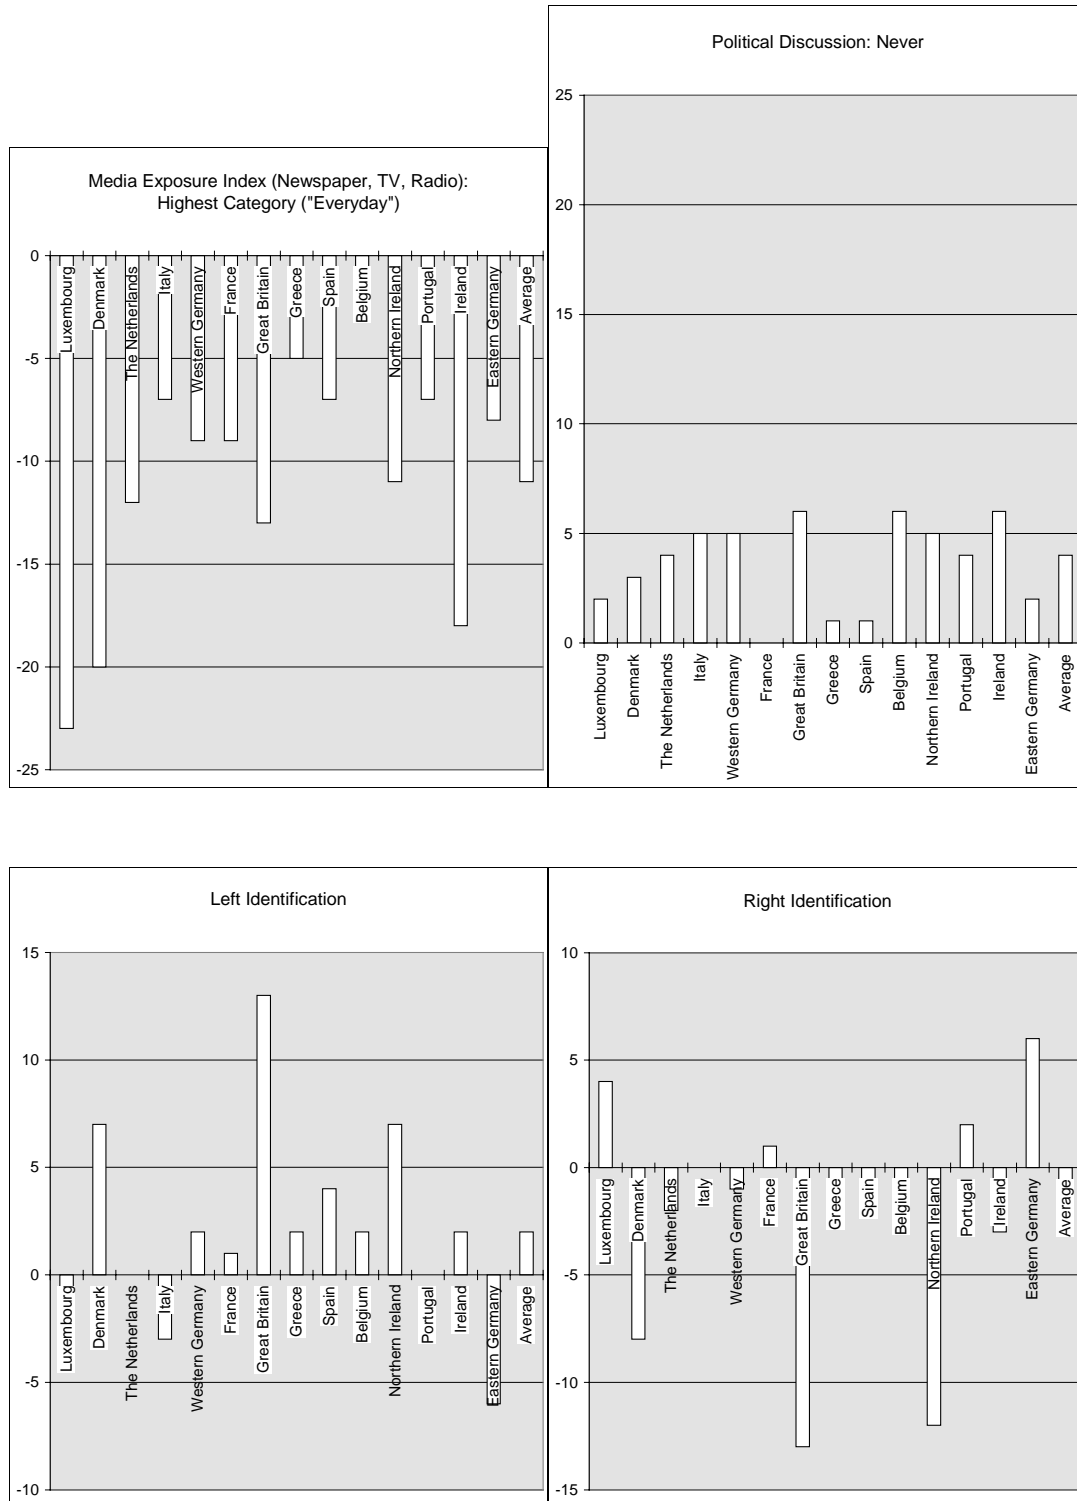 Political Discussion: Never
25
20
15
10
5
0
Luxembourg
Denmark
The Netherlands
Italy
Western Germany
France
Great Britain
Greece
Spain
Belgium
Northern Ireland
Portugal
Ireland
Eastern Germany
Average
Media Exposure Index (Newspaper, TV, Radio):
Highest Category ("Everyday")
0
-5
-10
-15
-20
-25
Luxembourg
Denmark
The Netherlands
Italy
Western Germany
France
Great Britain
Greece
Spain
Belgium
Northern Ireland
Portugal
Ireland
Eastern Germany
Average
Left Identification
15
10
5
0
-5
-10
Luxembourg
Denmark
The Netherlands
Italy
Western Germany
France
Great Britain
Greece
Spain
Belgium
Northern Ireland
Portugal
Ireland
Eastern Germany
Average
Right Identification
10
5
0
-5
-10
-15
Luxembourg
Denmark
The Netherlands
Italy
Western Germany
France
Great Britain
Greece
Spain
Belgium
Northern Ireland
Portugal
Ireland
Eastern Germany
Average